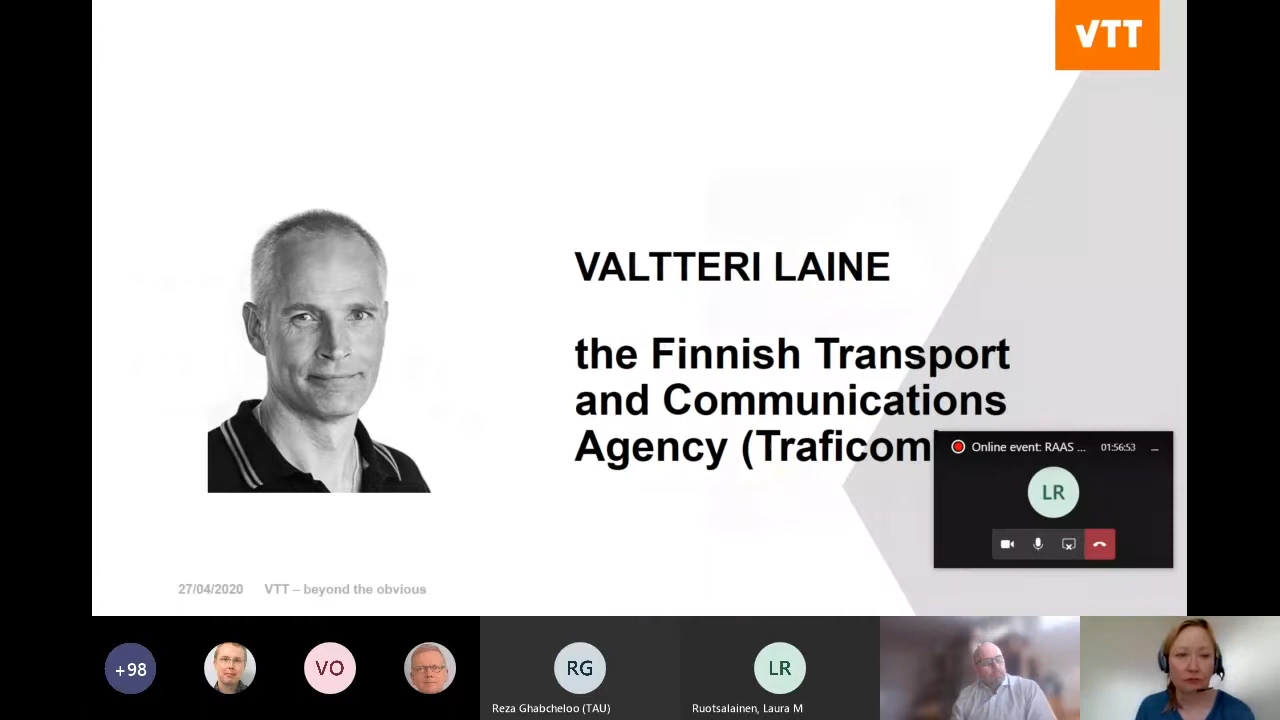 VTT
VALTTERI LAINE
the Finnish Transport
and Communications
Agency (Traficom
Online event: RAAS ...
01:56:53
LR
27/04/2020
VTT – beyond the obvious
+98
VO
RG
LR
Reza Ghabcheloo (TAU)
Ruotsalainen, Laura M